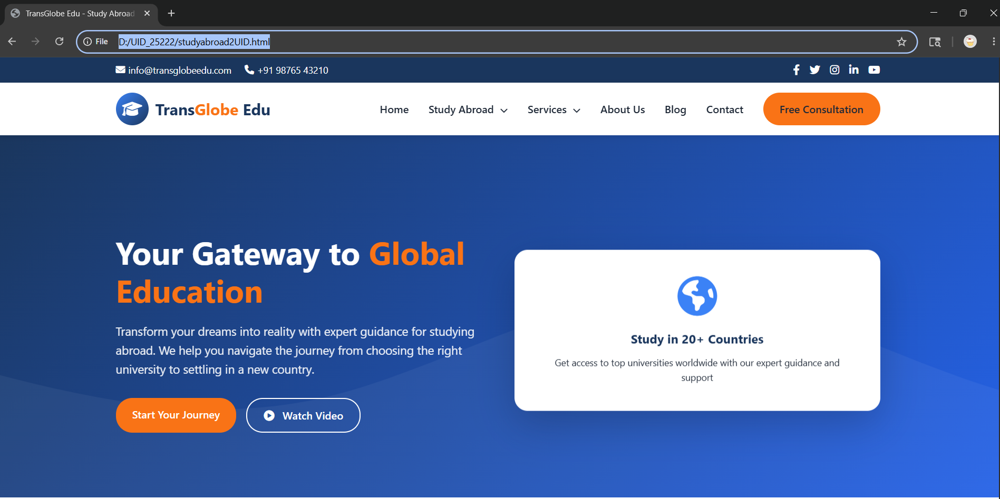 TransGlobe Edu - Study Abroad
File D:/UID_25222/studyabroad2UID.html
info@transglobeedu.com +91 98765 43210
TransGlobe Edu Home Study Abroad Services About Us Blog Contact Free Consultation
Your Gateway to Global
Education
Transform your dreams into reality with expert guidance for studying
abroad. We help you navigate the journey from choosing the right
university to settling in a new country.
Start Your Journey Watch Video
Study in 20+ Countries
Get access to top universities worldwide with our expert guidance and
support